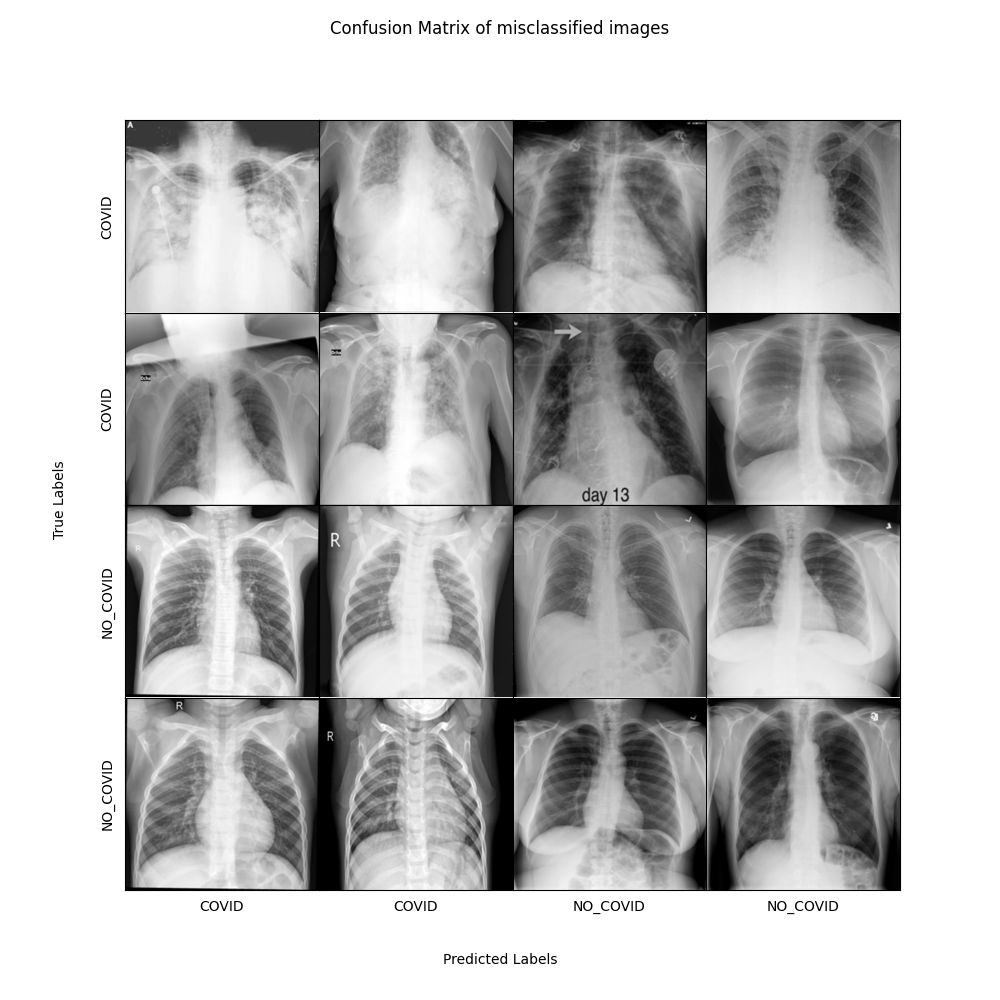 Confusion Matrix of misclassified images
A
COVID
COVID
day 13
True Labels
NO_COVID
R
R
NO_COVID
R
COVID
COVID
NO_COVID
NO_COVID
Predicted Labels